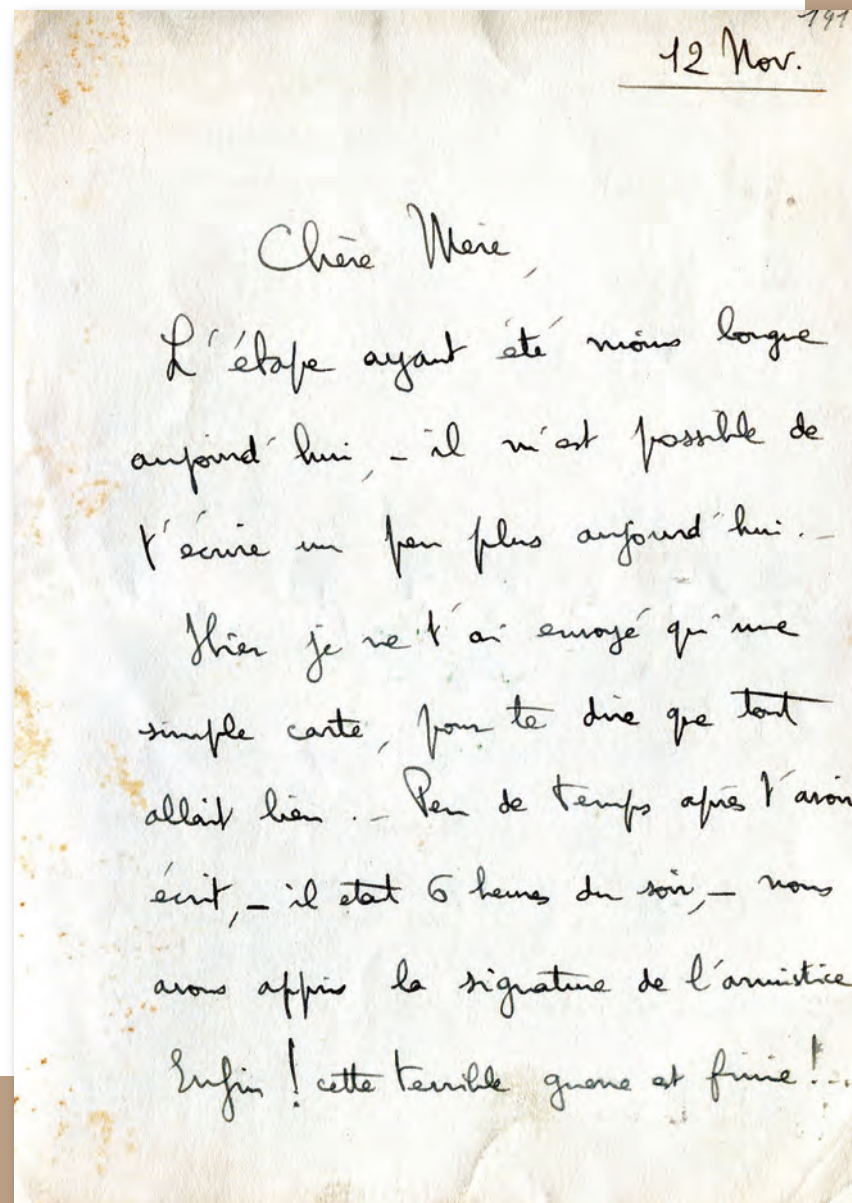 191
12 Nov.
Chère Mère,
L'étape ayant été moins longue
aujourd'hui, - il m'est possible de
t'écrire un peu plus aujourd'hui. -
Hier je ne t'ai envoyé qu'une
simple carte, pour te dire que tout
allait bien. - Peu de temps après t'avoir
écrit, - il etait 6 heures du soir, - nous
avons appris la signature de l'armistice
Enfin ! cette terrible guerre est finie !..